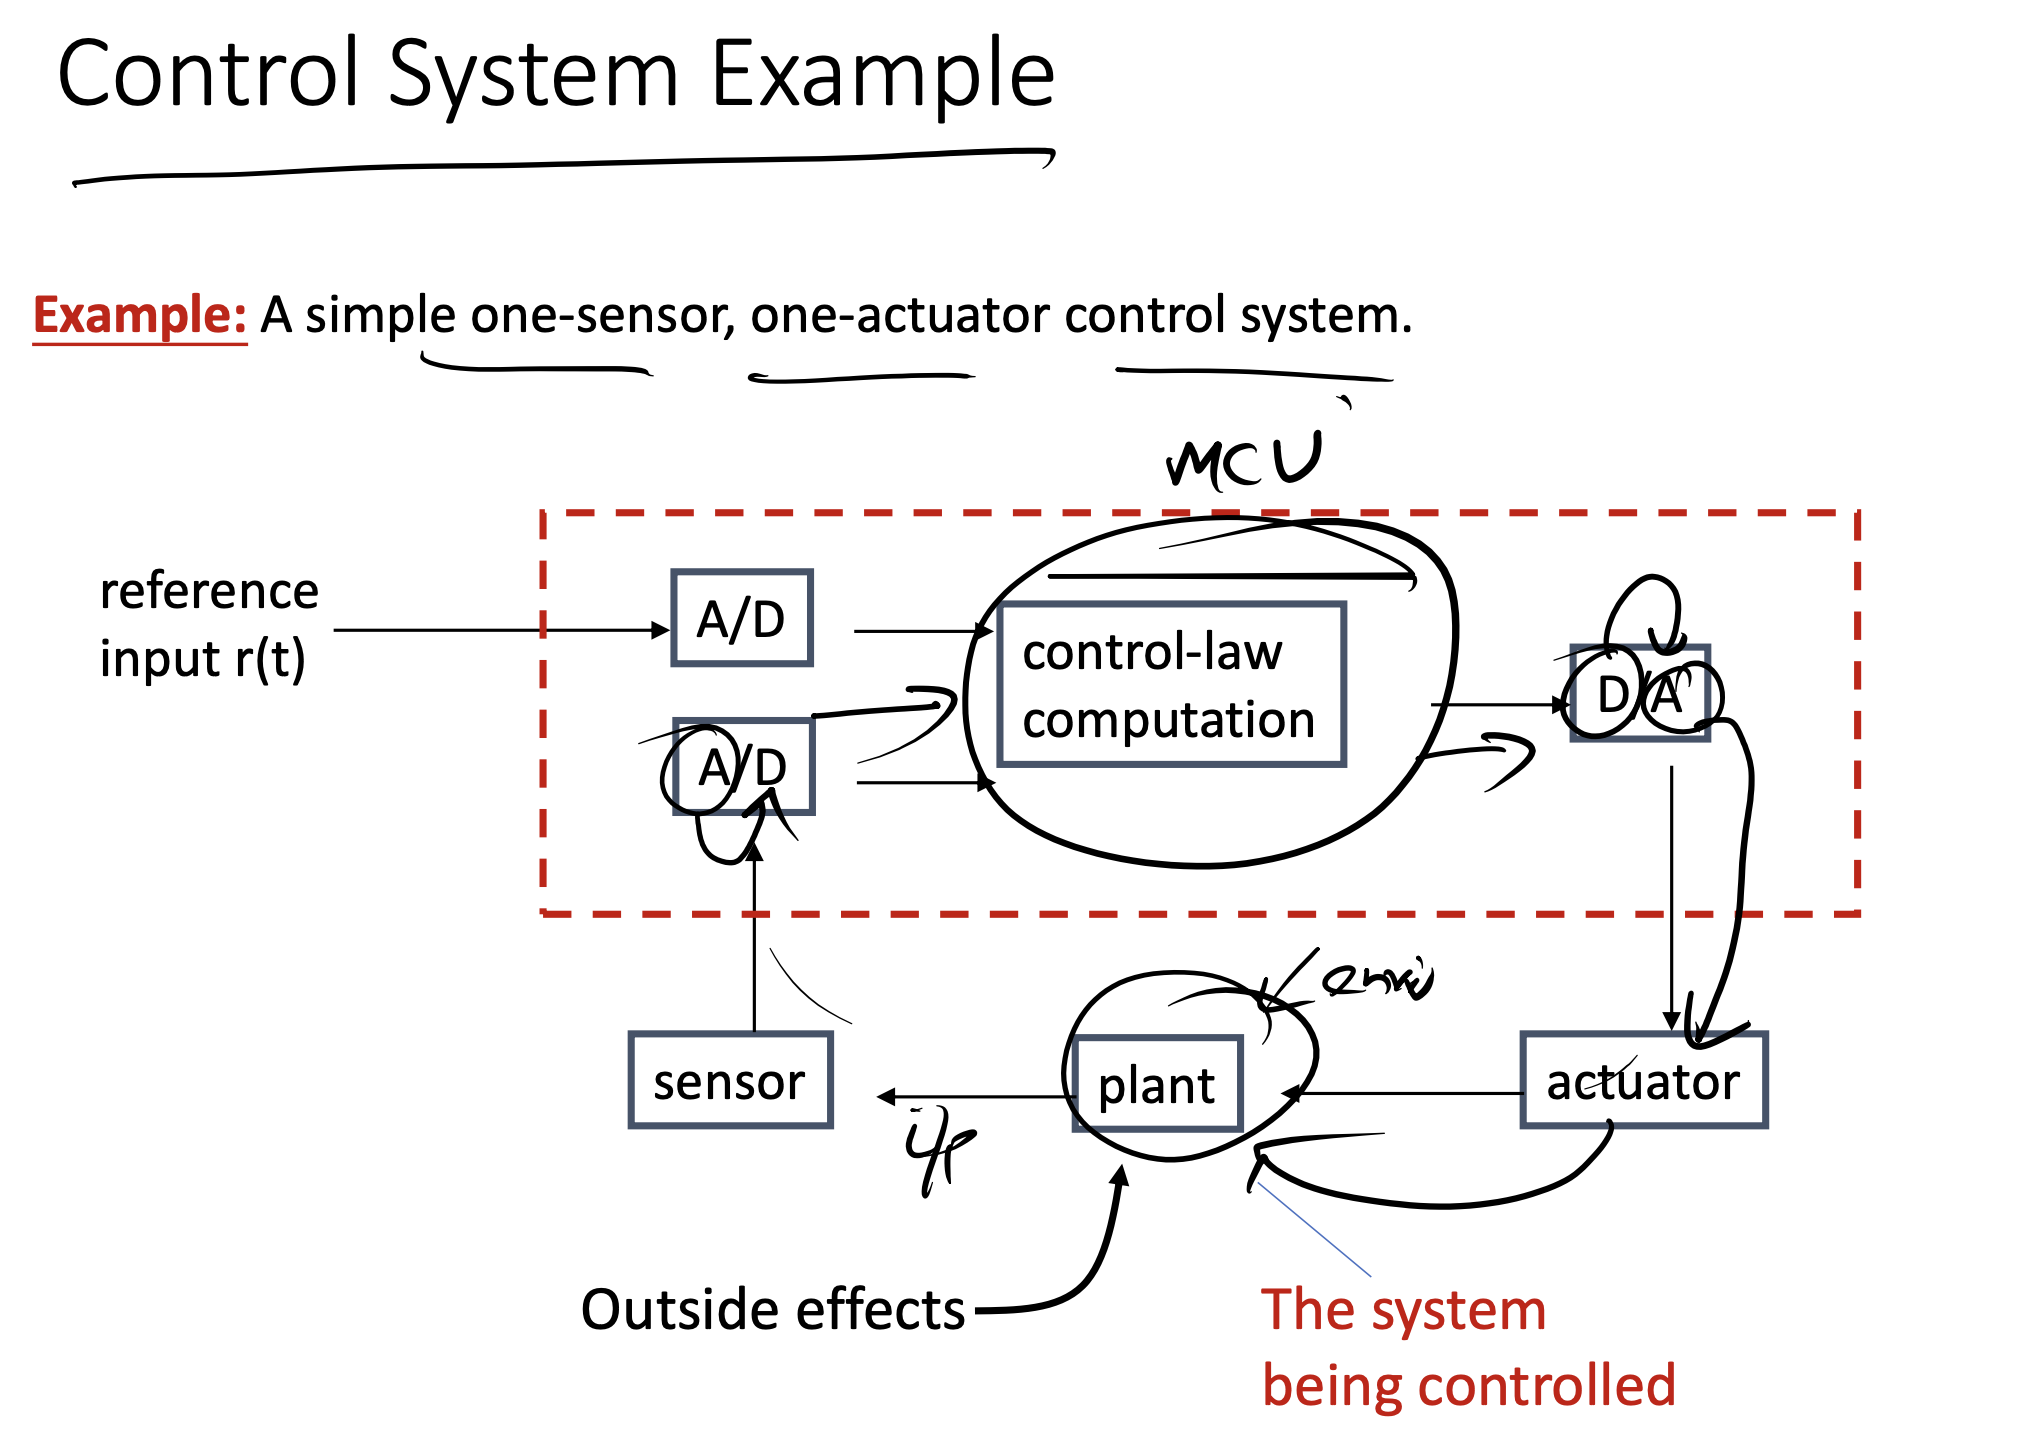 Control System Example
Example: A simple one-sensor, one-actuator control system.
MCU
reference
input r(t)
A/D
control-law
computation
D/A
A/D
envi
sensor
plant
actuator
i/p
Outside effects
The system
being controlled